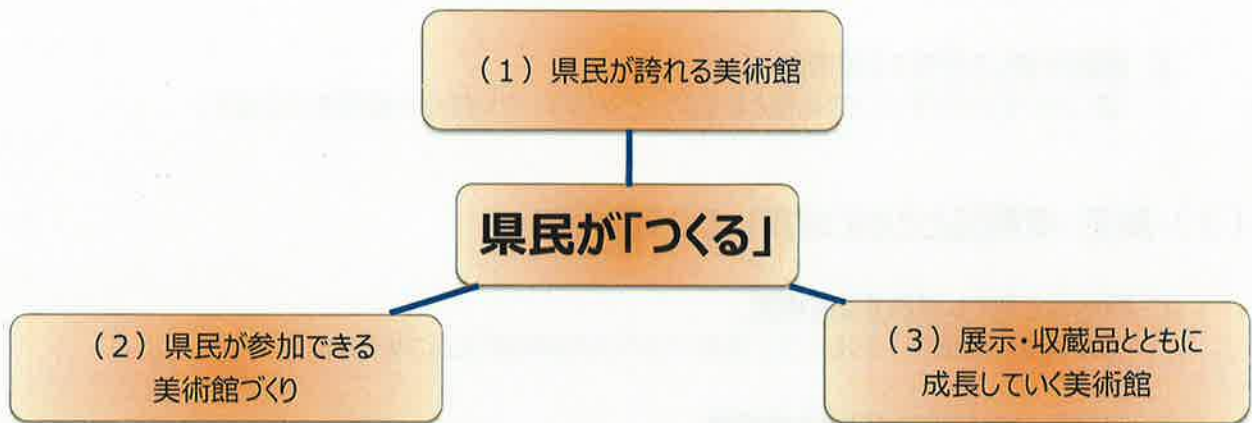 （1）県民が誇れる美術館
県民が「つくる」
（2）県民が参加できる
美術館づくり
（3）展示・収蔵品とともに
成長していく美術館